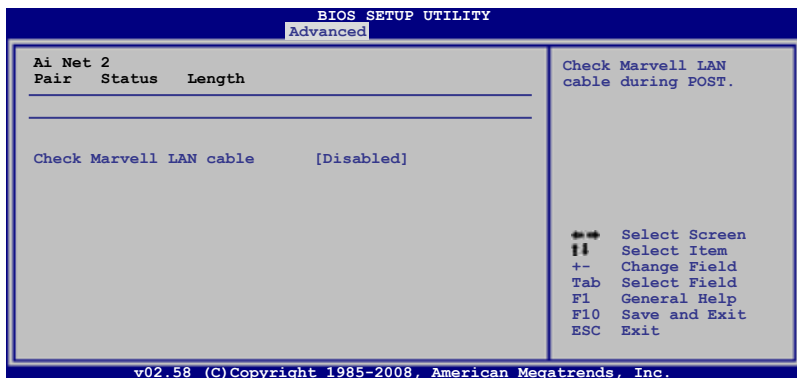 BIOS SETUP UTILITY
Advanced
Ai Net 2
Pair Status Length
Check Marvell LAN cable [Disabled]
Check Marvell LAN
cable during POST.
Select Screen
Select Item
+- Change Field
Tab Select Field
F1 General Help
F10 Save and Exit
ESC Exit
v02.58 (C)Copyright 1985-2008, American Megatrends, Inc.